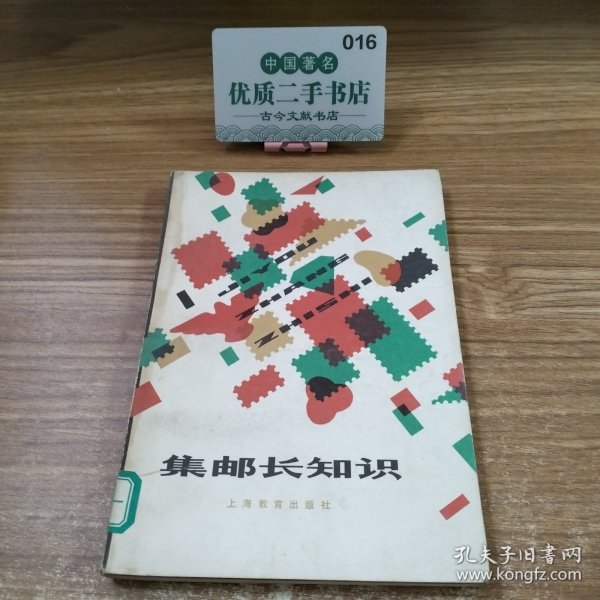 016
中国著名
优质二手书店
古今文献书店
JIYOU
ZHANG
ZHISHI
集邮长知识
上海教育出版社
一
孔夫子旧书网
www.kongfz.com